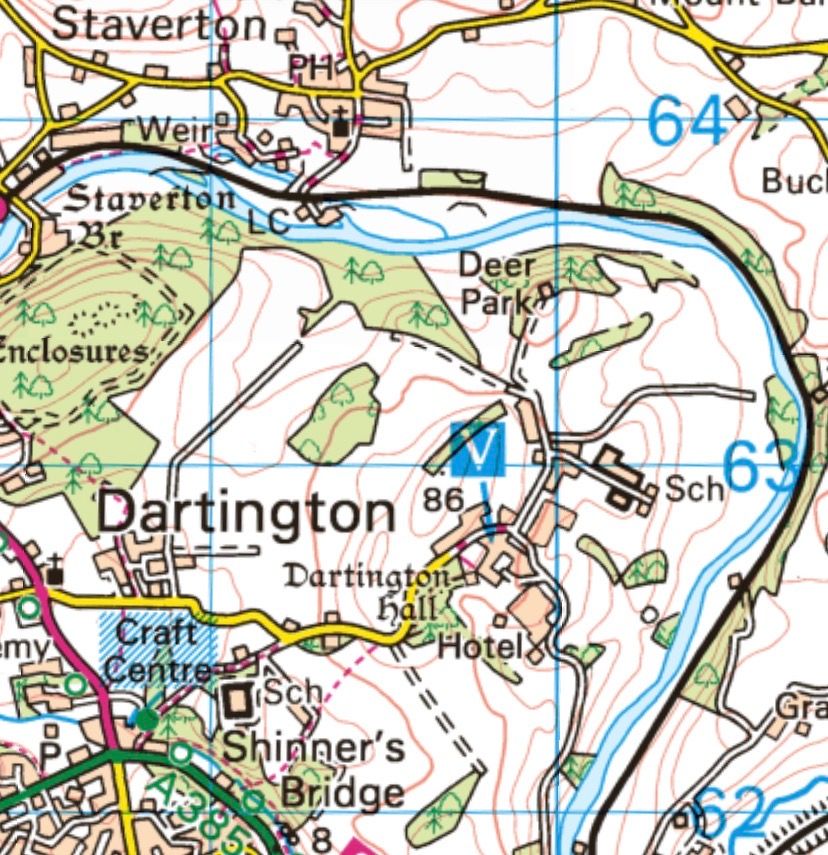 Staverton
PH
64
Weir
Staverton
Br
LC
Buc
Deer
Park
Enclosures
V
63
86
Sch
Dartington
Dartington
Hall
Craft
Centre
emy
Hotel
Sch
Gra
P
Shinner's
Bridge
62
A385
8